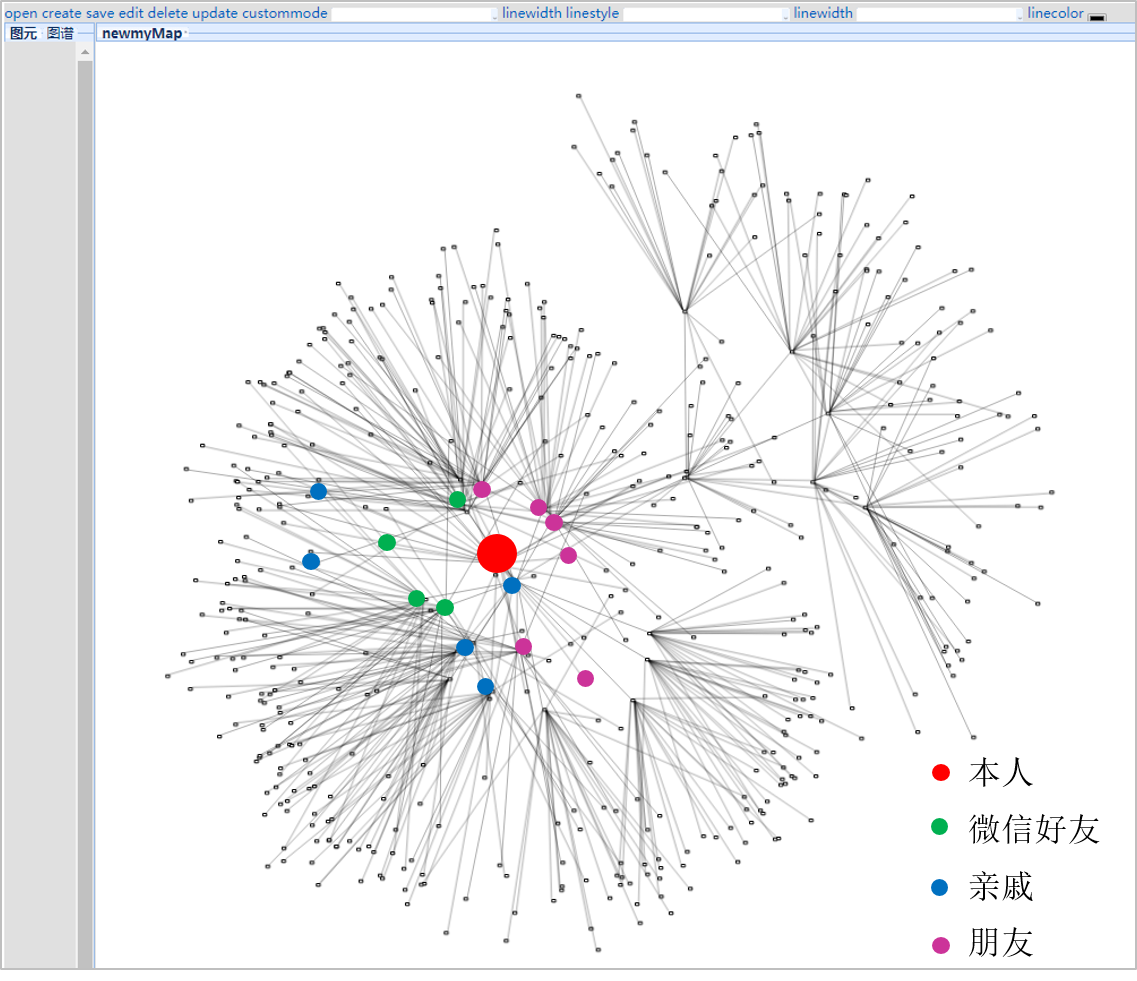 open create save edit delete update custommode linewidth linestyle linewidth linecolor
图元 图谱 newmyMap
本人
微信好友
亲戚
朋友